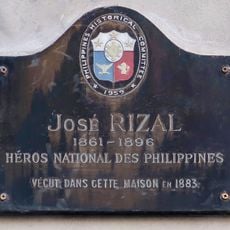 PHILIPPINES HISTORICAL COMMITTEE
1959
JOSÉ RIZAL
1861-1896
HÉROS NATIONAL DES PHILIPPINES
VÉCUT DANS CETTE MAISON EN 1883.